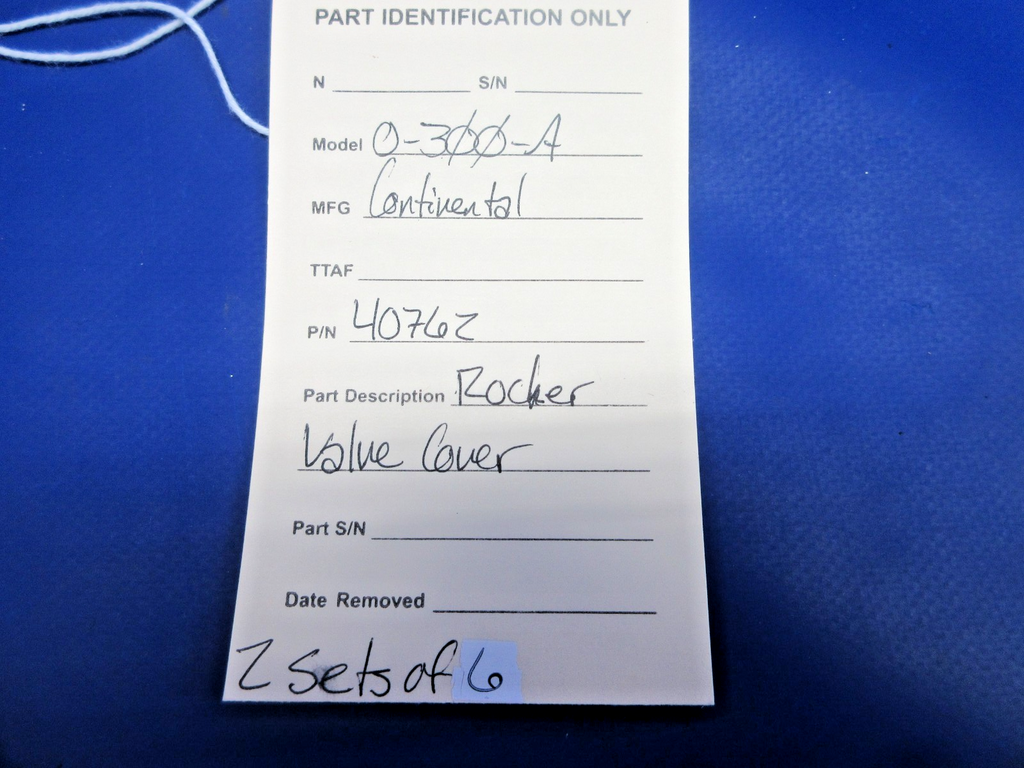 PART IDENTIFICATION ONLY
N S/N
Model O-300-A
MFG Continental
TTAF
P/N 40762
Part Description Rocker
Valve Cover
Part S/N
Date Removed
2 Sets of 6